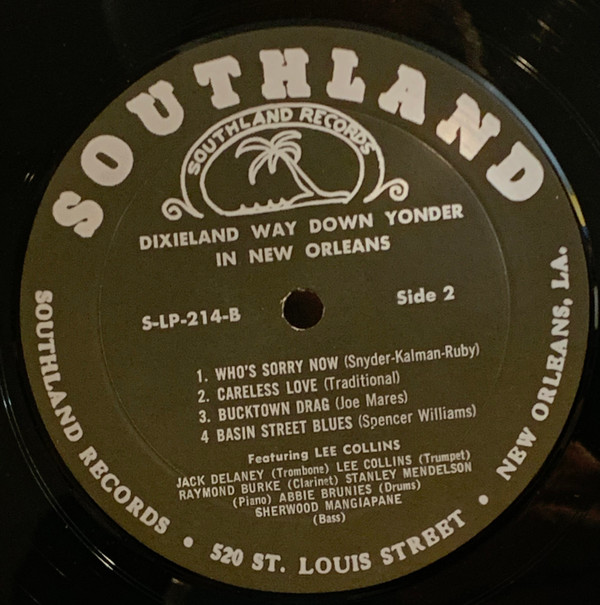 SOUTHLAND
SOUTHLAND RECORDS
DIXIELAND WAY DOWN YONDER
IN NEW ORLEANS
S-LP-214-B
Side 2
1. WHO'S SORRY NOW (Snyder-Kalman-Ruby)
2. CARELESS LOVE (Traditional)
3. BUCKTOWN DRAG (Joe Mares)
4 BASIN STREET BLUES (Spencer Williams)
Featuring LEE COLLINS
JACK DELANEY (Trombone) LEE COLLINS (Trumpet)
RAYMOND BURKE (Clarinet) STANLEY MENDELSON
(Piano) ABBIE BRUNIES (Drums)
SHERWOOD MANGIAPANE
(Bass)
SOUTHLAND RECORDS • 520 ST. LOUIS STREET • NEW ORLEANS, LA.